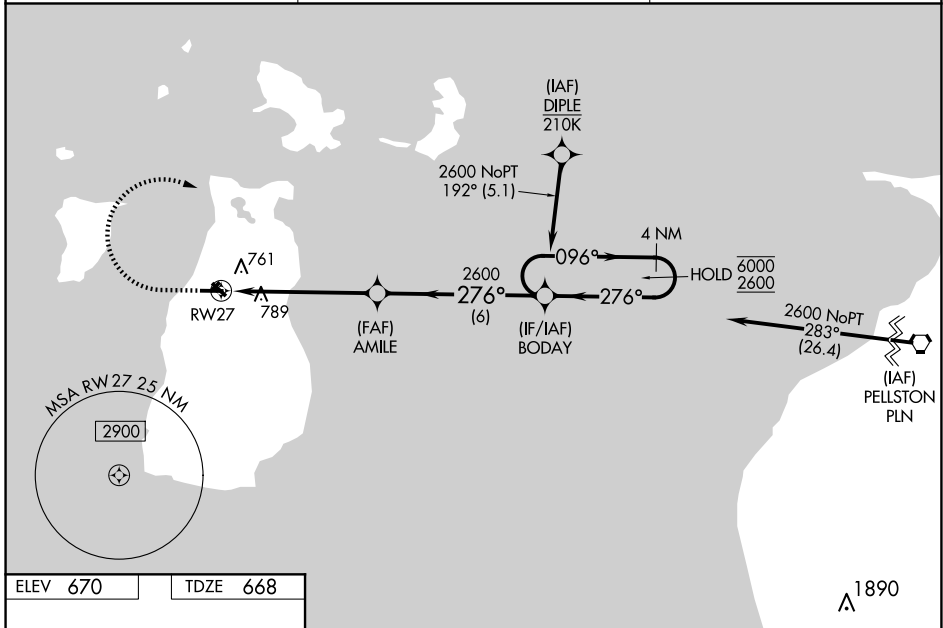 (IAF)
DIPLE
210K
2600 NoPT
192° (5.1)
4 NM
096°
HOLD 6000
2600
761
2600
276°
276°
(6)
789
RW27
2600 NoPT
283°
(26.4)
(FAF)
AMILE
(IF/IAF)
BODAY
(IAF)
PELLSTON
PLN
MSA RW27 25 NM
2900
ELEV 670
TDZE 668
1890